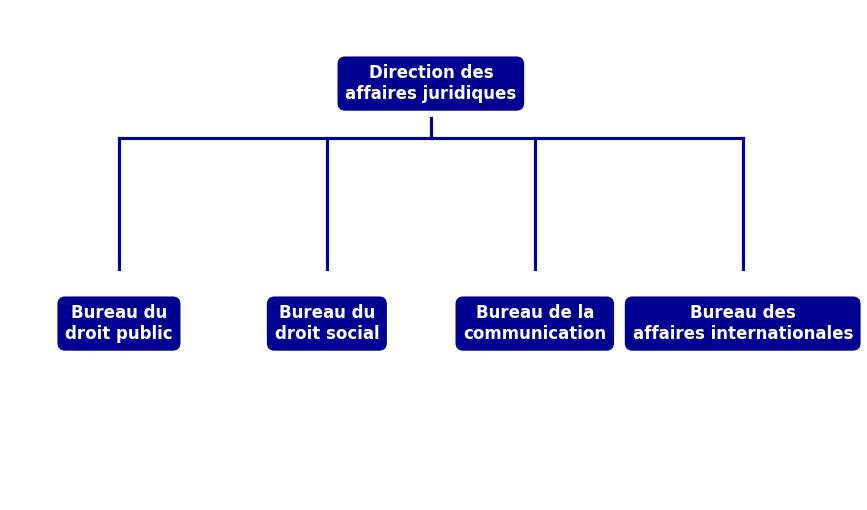 Direction des
affaires juridiques
Bureau du
droit public
Bureau du
droit social
Bureau de la
communication
Bureau des
affaires internationales